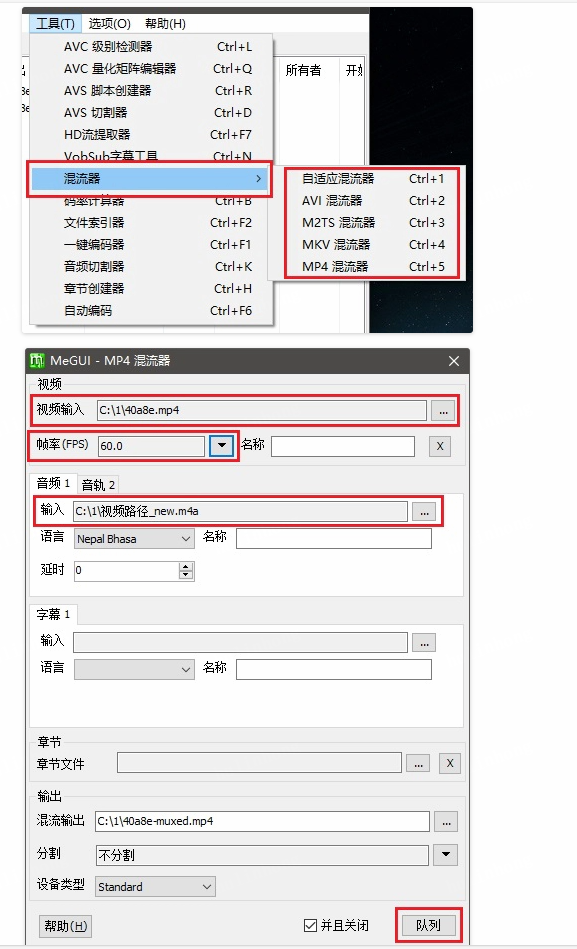 工具(T) 选项(O) 帮助(H)
AVC 级别检测器 Ctrl+L
AVC 量化矩阵编辑器 Ctrl+Q
所有者
AVS 脚本创建器 Ctrl+R
AVS 切割器 Ctrl+D
HD流提取器 Ctrl+F7
VobSub字幕工具 Ctrl+N
混流器 >
自适应混流器 Ctrl+1
码率计算器 Ctrl+B
AVI 混流器 Ctrl+2
文件索引器 Ctrl+F2
M2TS 混流器 Ctrl+3
一键编码器 Ctrl+F1
MKV 混流器 Ctrl+4
音频切割器 Ctrl+K
MP4 混流器 Ctrl+5
章节创建器 Ctrl+H
自动编码 Ctrl+F6
MeGUI - MP4 混流器
视频
视频输入 C:\1\40a8e.mp4 ...
帧率(FPS) 60.0 名称 X
音频 1 音轨 2
输入 C:\1\视频路径_new.m4a ...
语言 Nepal Bhasa 名称
延时 0
字幕 1
输入 ...
语言 名称
章节
章节文件 ... X
输出
混流输出 C:\1\40a8e-muxed.mp4 ...
分割 不分割
设备类型 Standard
帮助(H) 并且关闭 队列